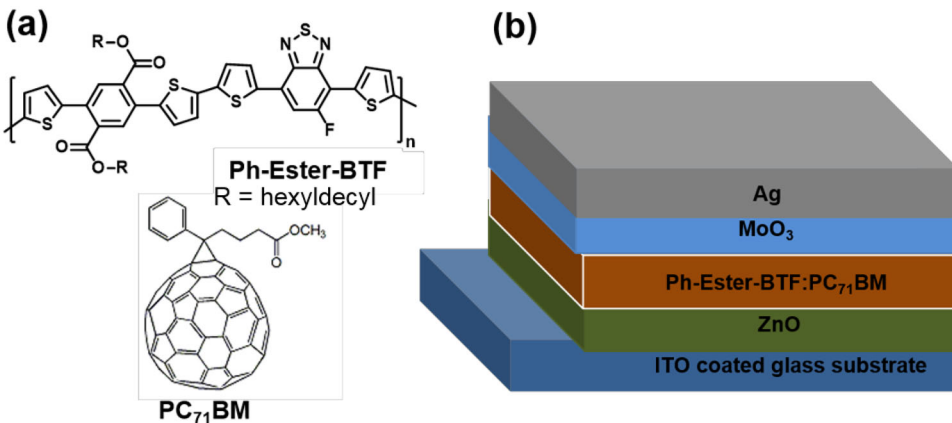 (a)
R-O
O
O
O-R
S
S
S
N
S
N
F
S
n
Ph-Ester-BTF
R = hexyldecyl
OCH₃
O
PC₇₁BM
(b)
Ag
MoO₃
Ph-Ester-BTF:PC₇₁BM
ZnO
ITO coated glass substrate